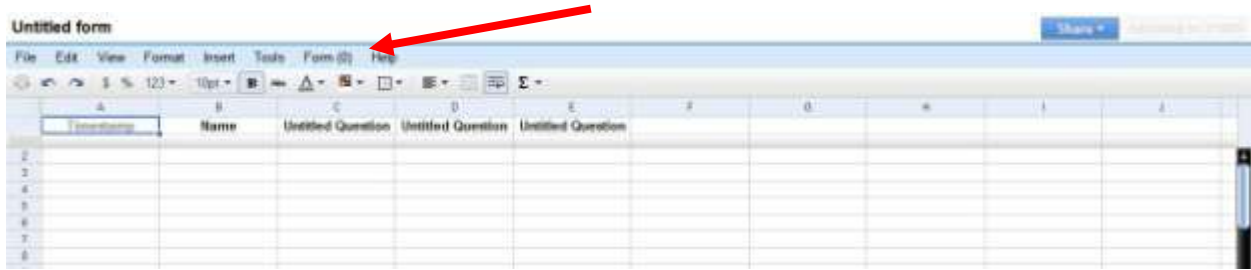 Untitled form
Share
File Edit View Format Insert Tools Form (0) Help
$ % 123 10pt B Abc A Σ
A B C D E F G H I J
Timestamp Name Untitled Question Untitled Question Untitled Question
2
3
4
5
6
7
8